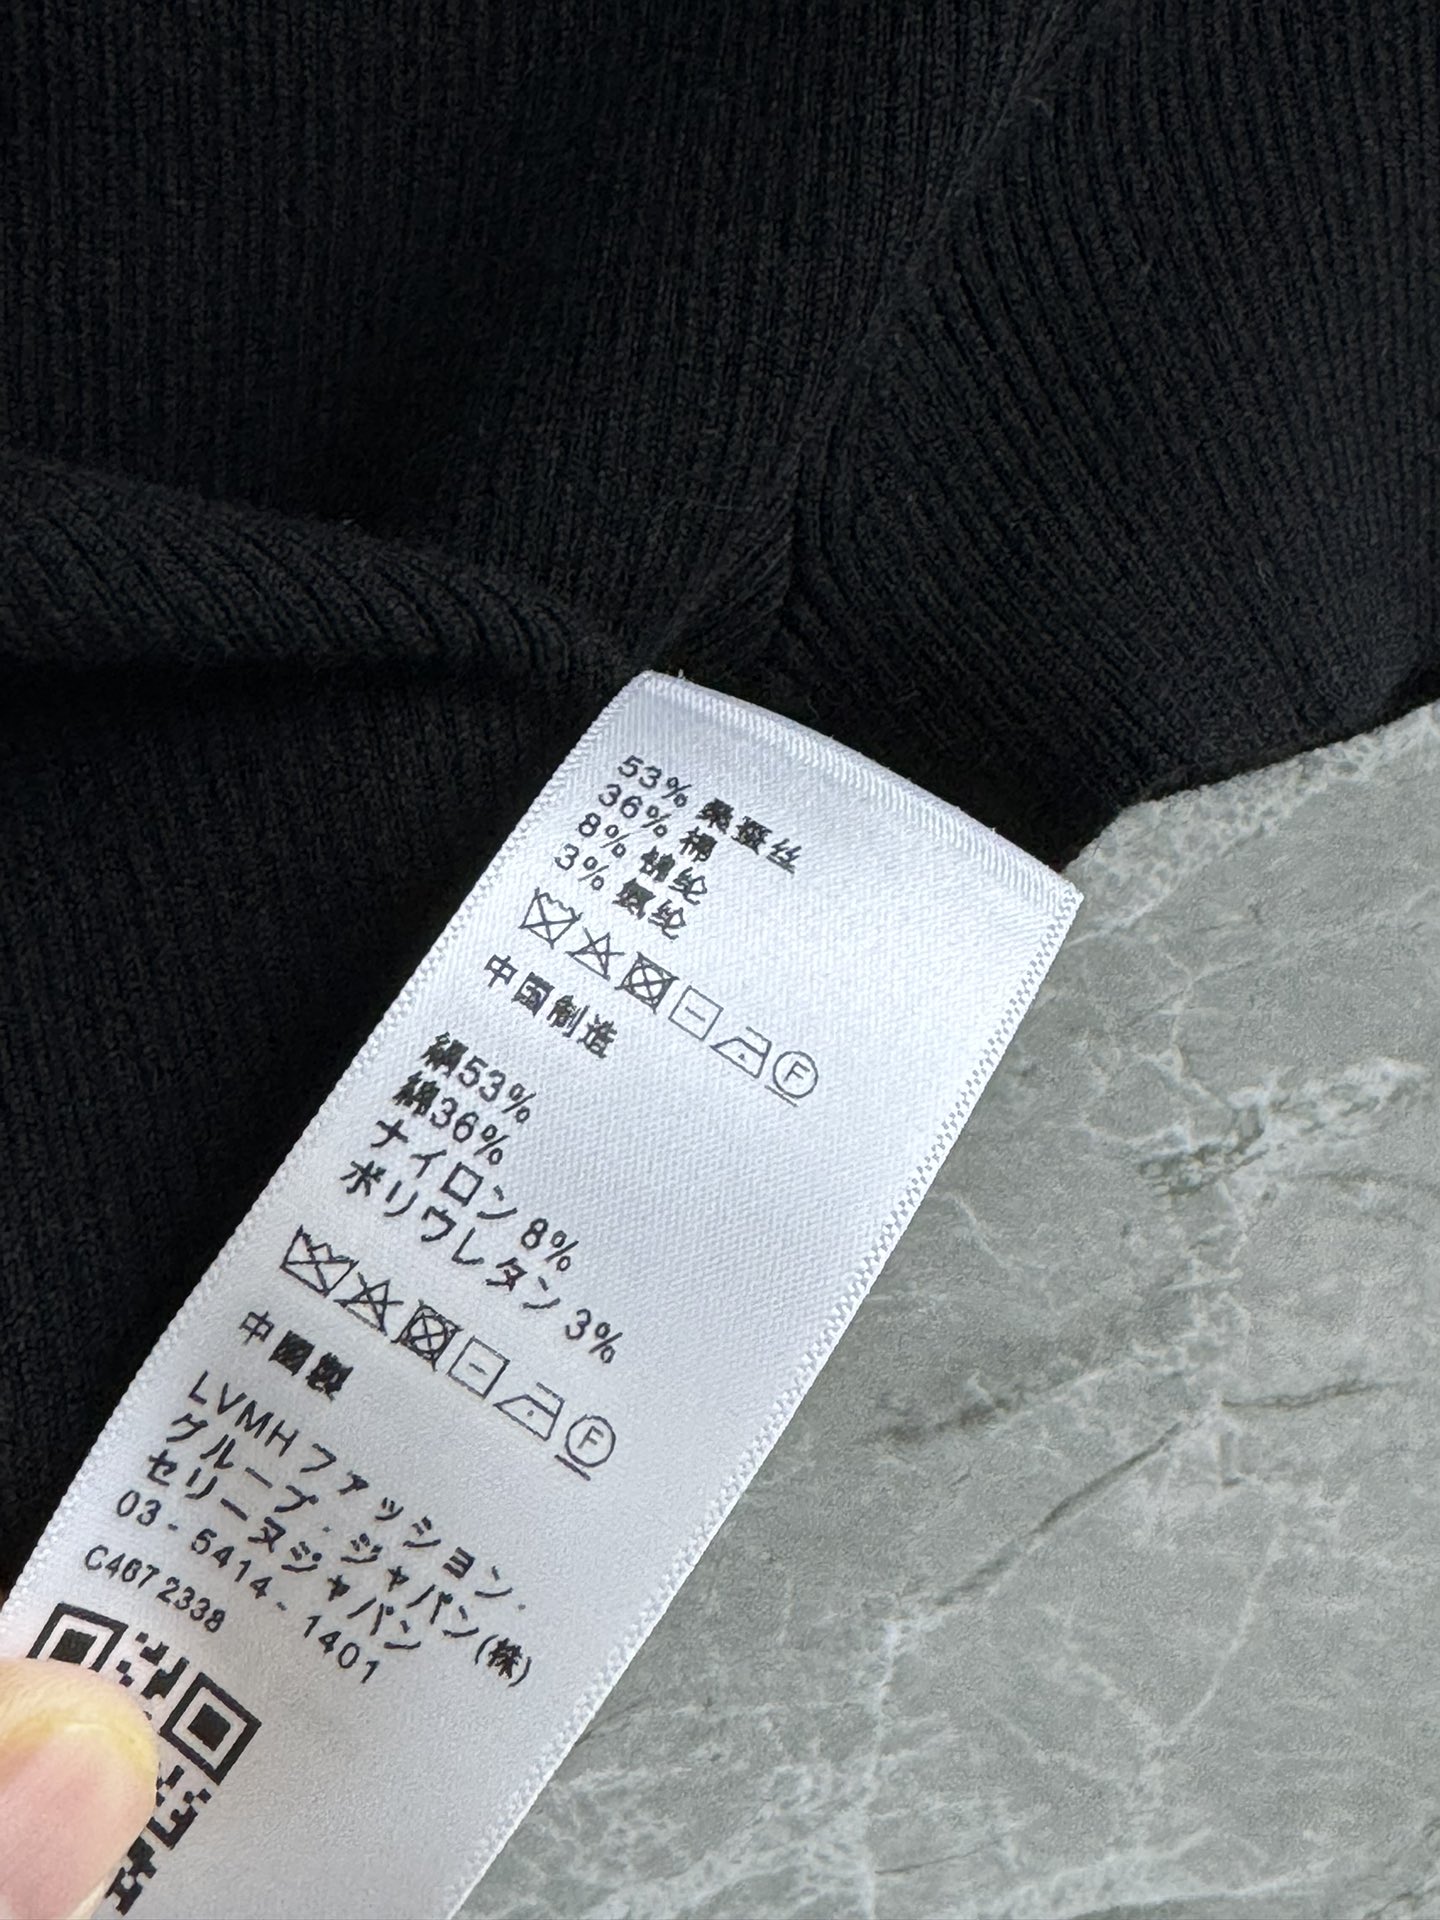 53% 桑蚕丝
36% 棉
8% 锦纶
3% 氨纶
F
中国制造
絹53%
綿36%
ナイロン 8%
ポリウレタン 3%
F
中国製
LVMH ファッション・
グループ・ジャパン(株)
セリーヌジャパン
03-5414-1401
C4672338